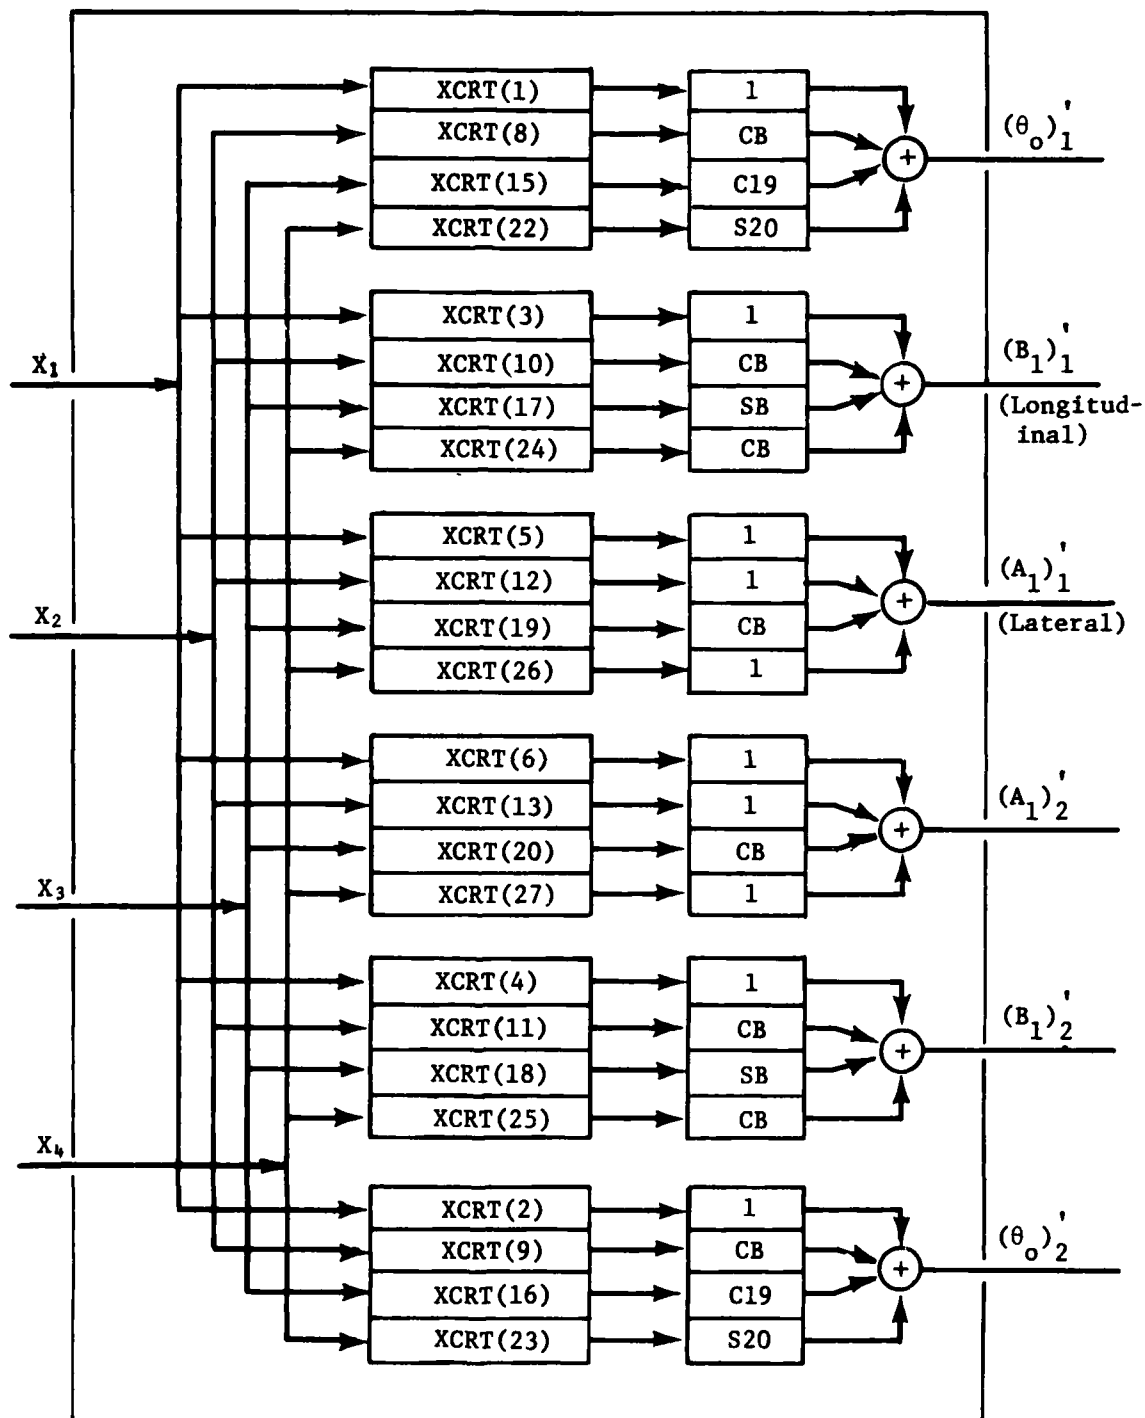 XCRT(1) 1
XCRT(8) CB
XCRT(15) C19
XCRT(22) S20
(θo)1'
X1
XCRT(3) 1
XCRT(10) CB
XCRT(17) SB
XCRT(24) CB
(B1)1'
(Longitud-
inal)
X2
XCRT(5) 1
XCRT(12) 1
XCRT(19) CB
XCRT(26) 1
(A1)1'
(Lateral)
X3
XCRT(6) 1
XCRT(13) 1
XCRT(20) CB
XCRT(27) 1
(A1)2'
XCRT(4) 1
XCRT(11) CB
XCRT(18) SB
XCRT(25) CB
(B1)2'
X4
XCRT(2) 1
XCRT(9) CB
XCRT(16) C19
XCRT(23) S20
(θo)2'
+
+
+
+
+
+